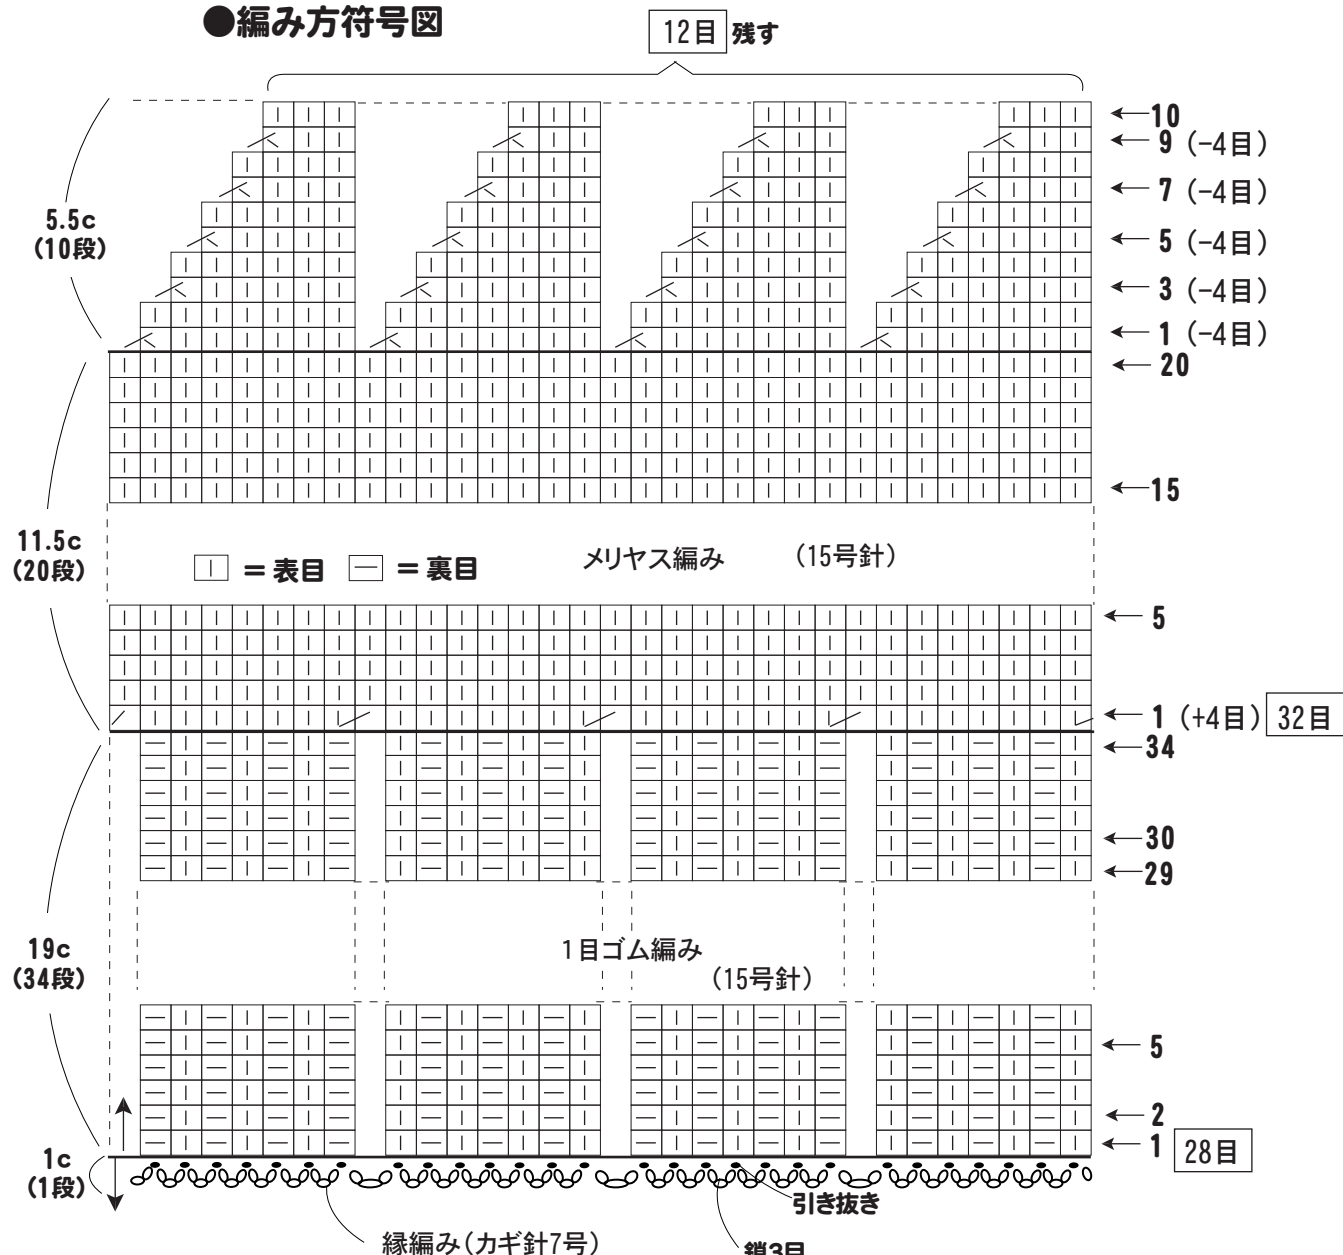 ●編み方符号図
12目 残す
10
9 (-4目)
7 (-4目)
5.5c
(10段)
5 (-4目)
3 (-4目)
1 (-4目)
20
15
11.5c
(20段)
| = 表目 — = 裏目 メリヤス編み (15号針)
5
1 (+4目) 32目
34
30
29
19c
(34段)
1目ゴム編み
(15号針)
5
2
1 28目
1c
(1段)
引き抜き
縁編み(カギ針7号)
鎖3目